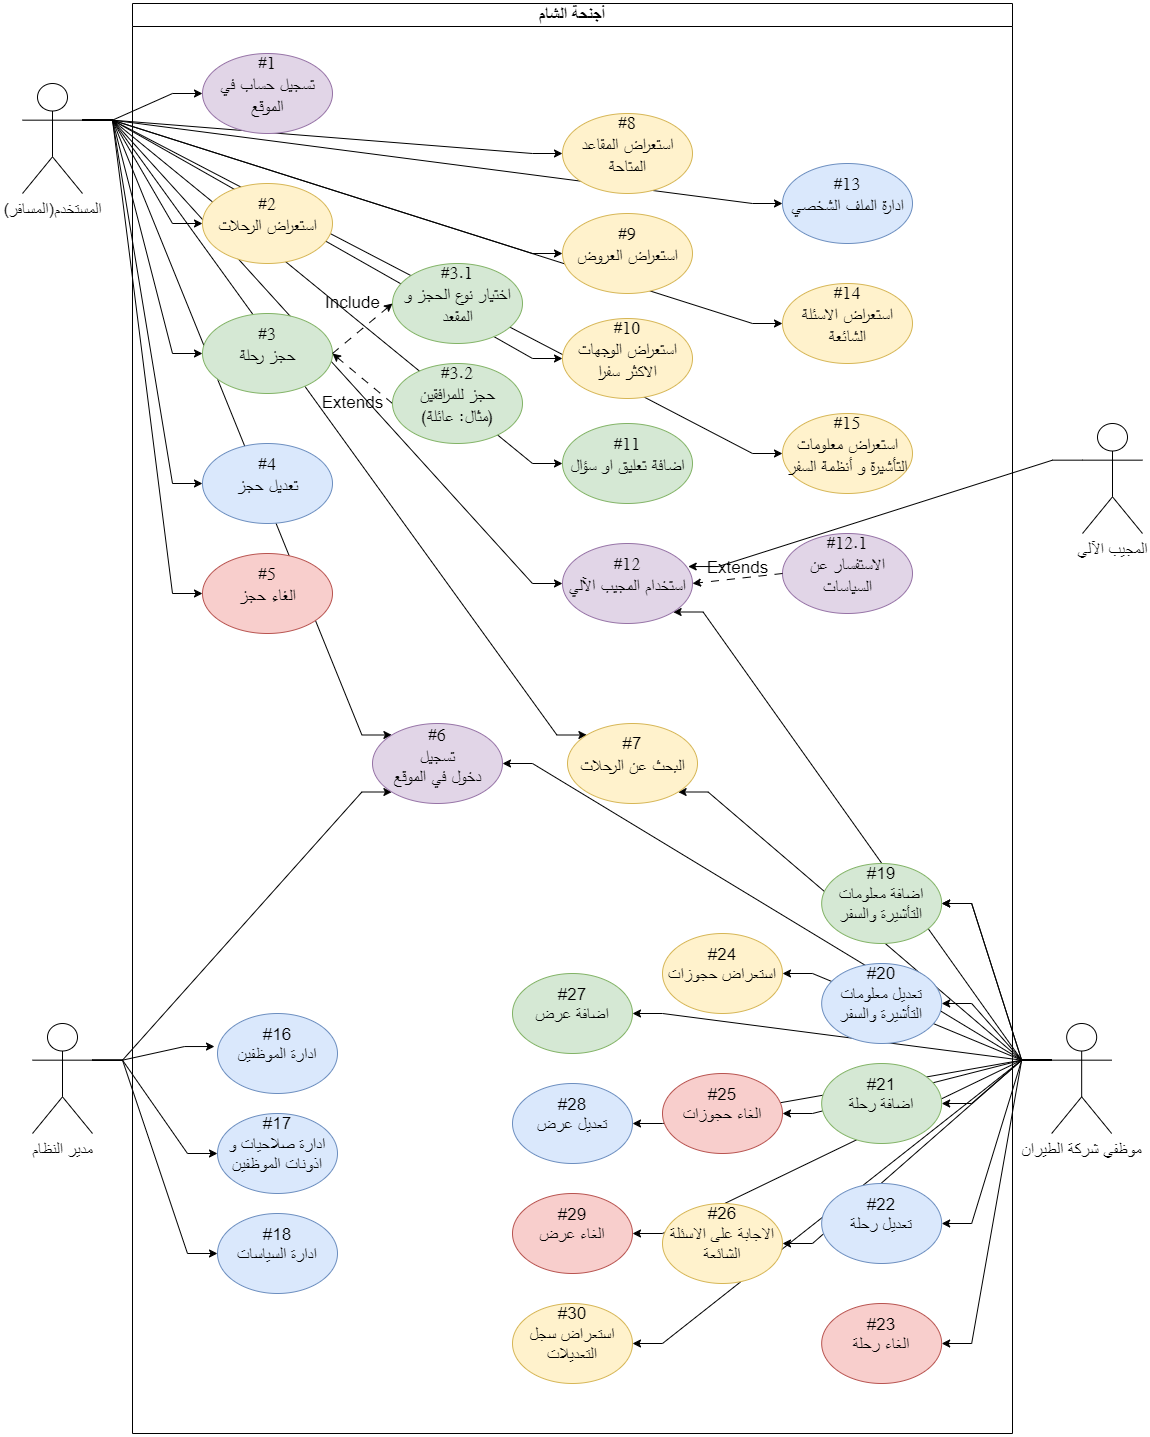 أجنحة الشام
#1
تسجيل حساب في
الموقع
المستخدم(المسافر)
#8
استعراض المقاعد
المتاحة
#13
ادارة الملف الشخصي
#2
استعراض الرحلات
#9
استعراض العروض
#3.1
اختيار نوع الحجز و
المقعد
Include
#14
استعراض الاسئلة
الشائعة
#3
حجز رحلة
#10
استعراض الوجهات
الاكثر سفرا
#3.2
حجز للمرافقين
(مثال: عائلة)
Extends
#15
استعراض معلومات
التأشيرة و أنظمة السفر
#11
اضافة تعليق او سؤال
#4
تعديل حجز
المجيب الآلي
#12
استخدام المجيب الآلي
Extends
#12.1
الاستفسار عن
السياسات
#5
الغاء حجز
#6
تسجيل
دخول في الموقع
#7
البحث عن الرحلات
#19
اضافة معلومات
التأشيرة والسفر
#24
استعراض حجوزات
#20
تعديل معلومات
التأشيرة والسفر
#27
اضافة عرض
#16
ادارة الموظفين
مدير النظام
#21
اضافة رحلة
#25
الغاء حجوزات
#28
تعديل عرض
موظفي شركة الطيران
#17
ادارة صلاحيات و
اذونات الموظفين
#22
تعديل رحلة
#26
الاجابة على الاسئلة
الشائعة
#29
الغاء عرض
#18
ادارة السياسات
#23
الغاء رحلة
#30
استعراض سجل
التعديلات